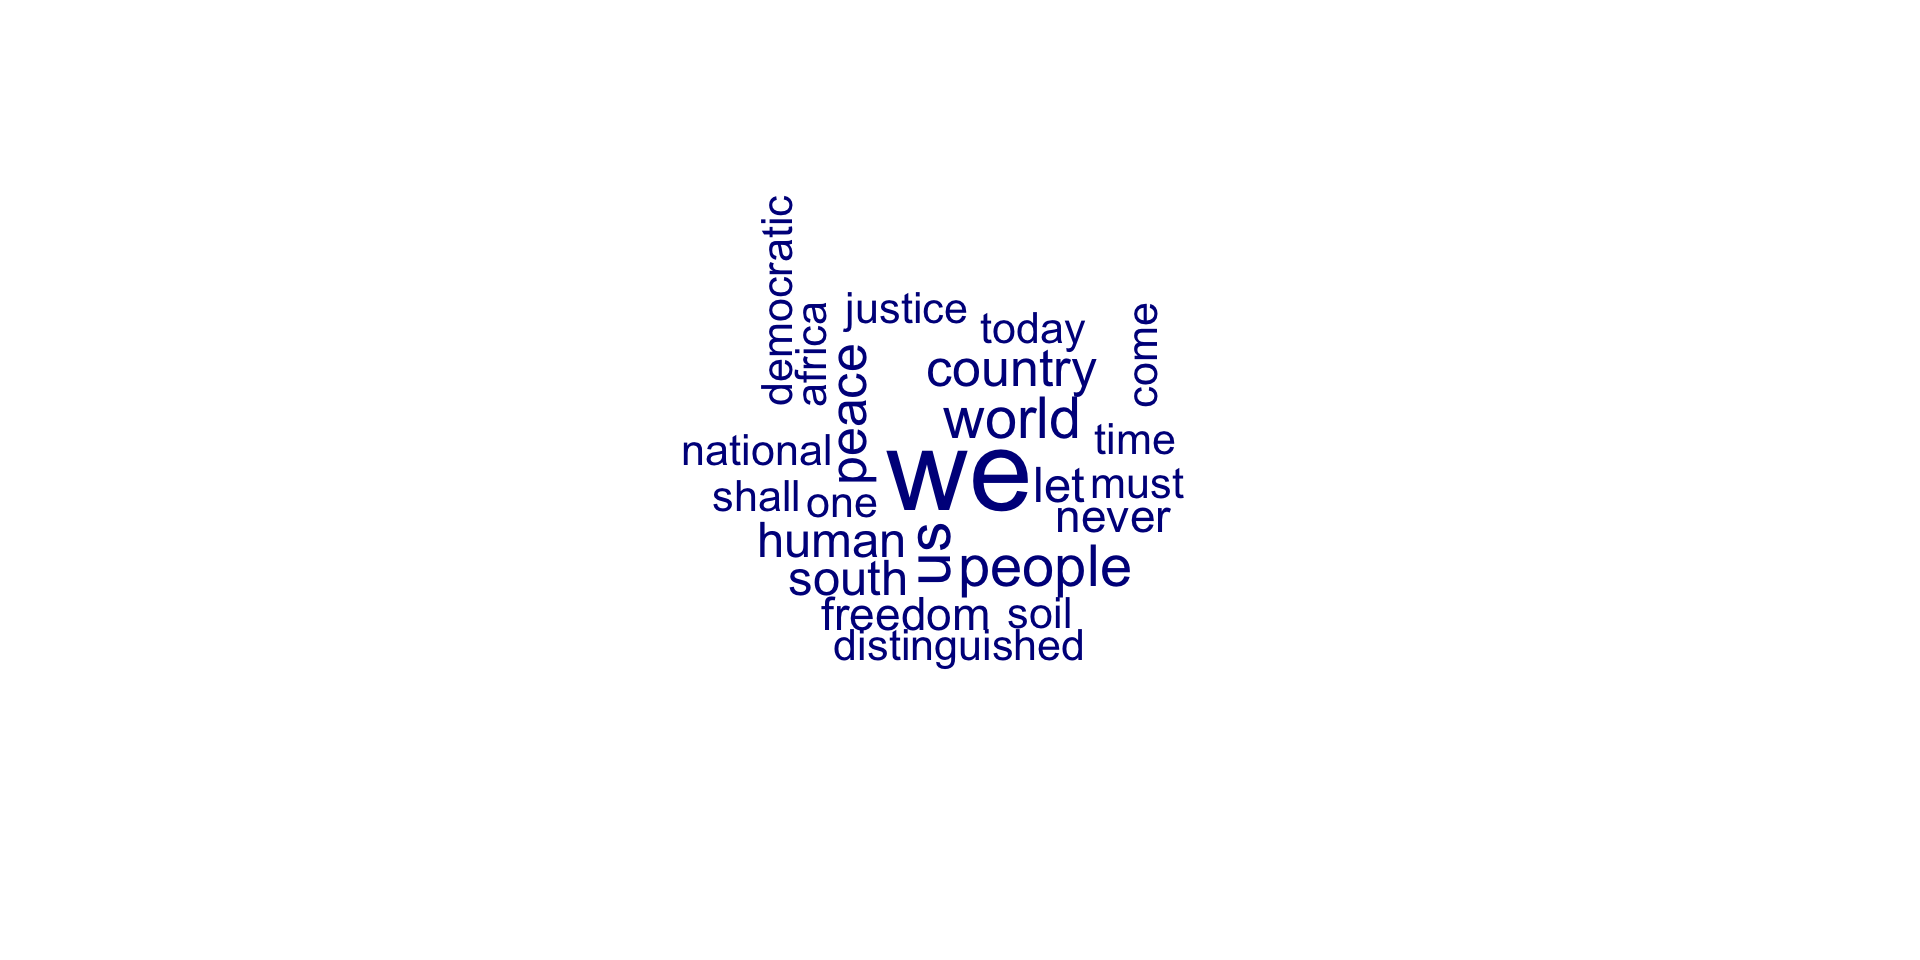 democratic
africa
justice
today
come
peace
country
world
time
national
we
let
must
shall
one
never
human
us
people
south
freedom
soil
distinguished